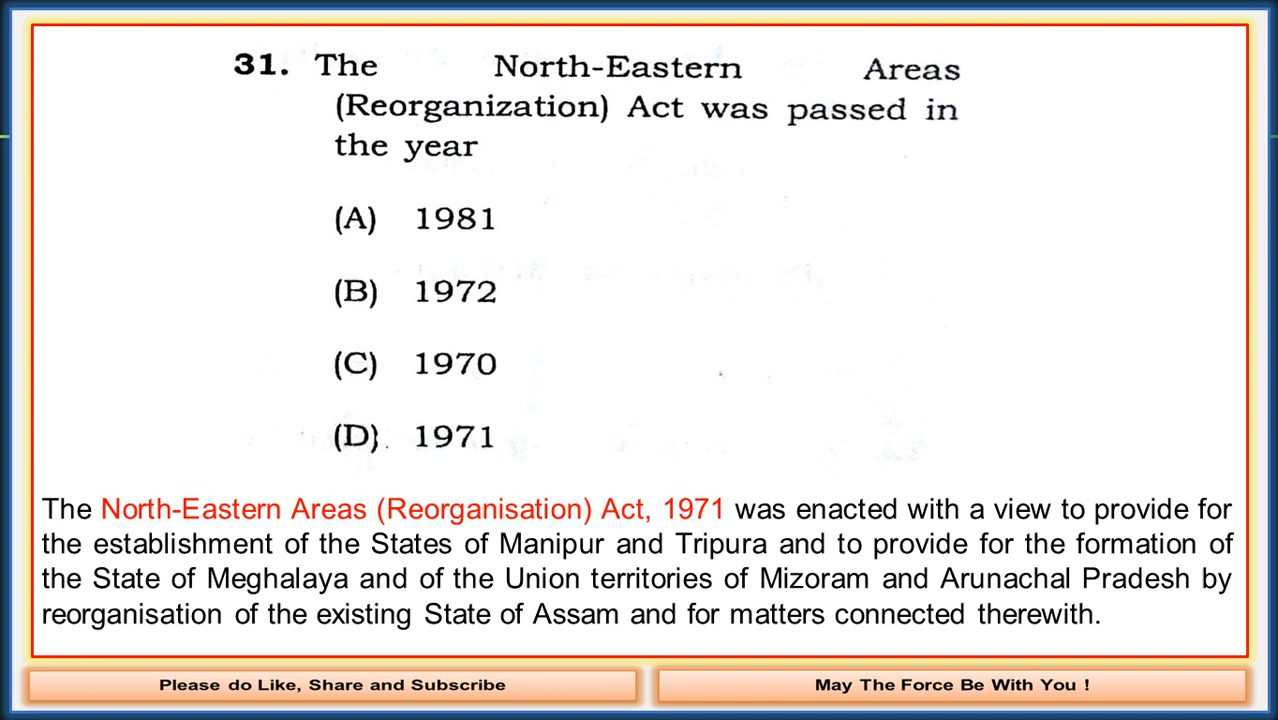 31. The North-Eastern Areas
(Reorganization) Act was passed in
the year
(A) 1981
(B) 1972
(C) 1970
(D) 1971
The North-Eastern Areas (Reorganisation) Act, 1971 was enacted with a view to provide for
the establishment of the States of Manipur and Tripura and to provide for the formation of
the State of Meghalaya and of the Union territories of Mizoram and Arunachal Pradesh by
reorganisation of the existing State of Assam and for matters connected therewith.
Please do Like, Share and Subscribe
May The Force Be With You !